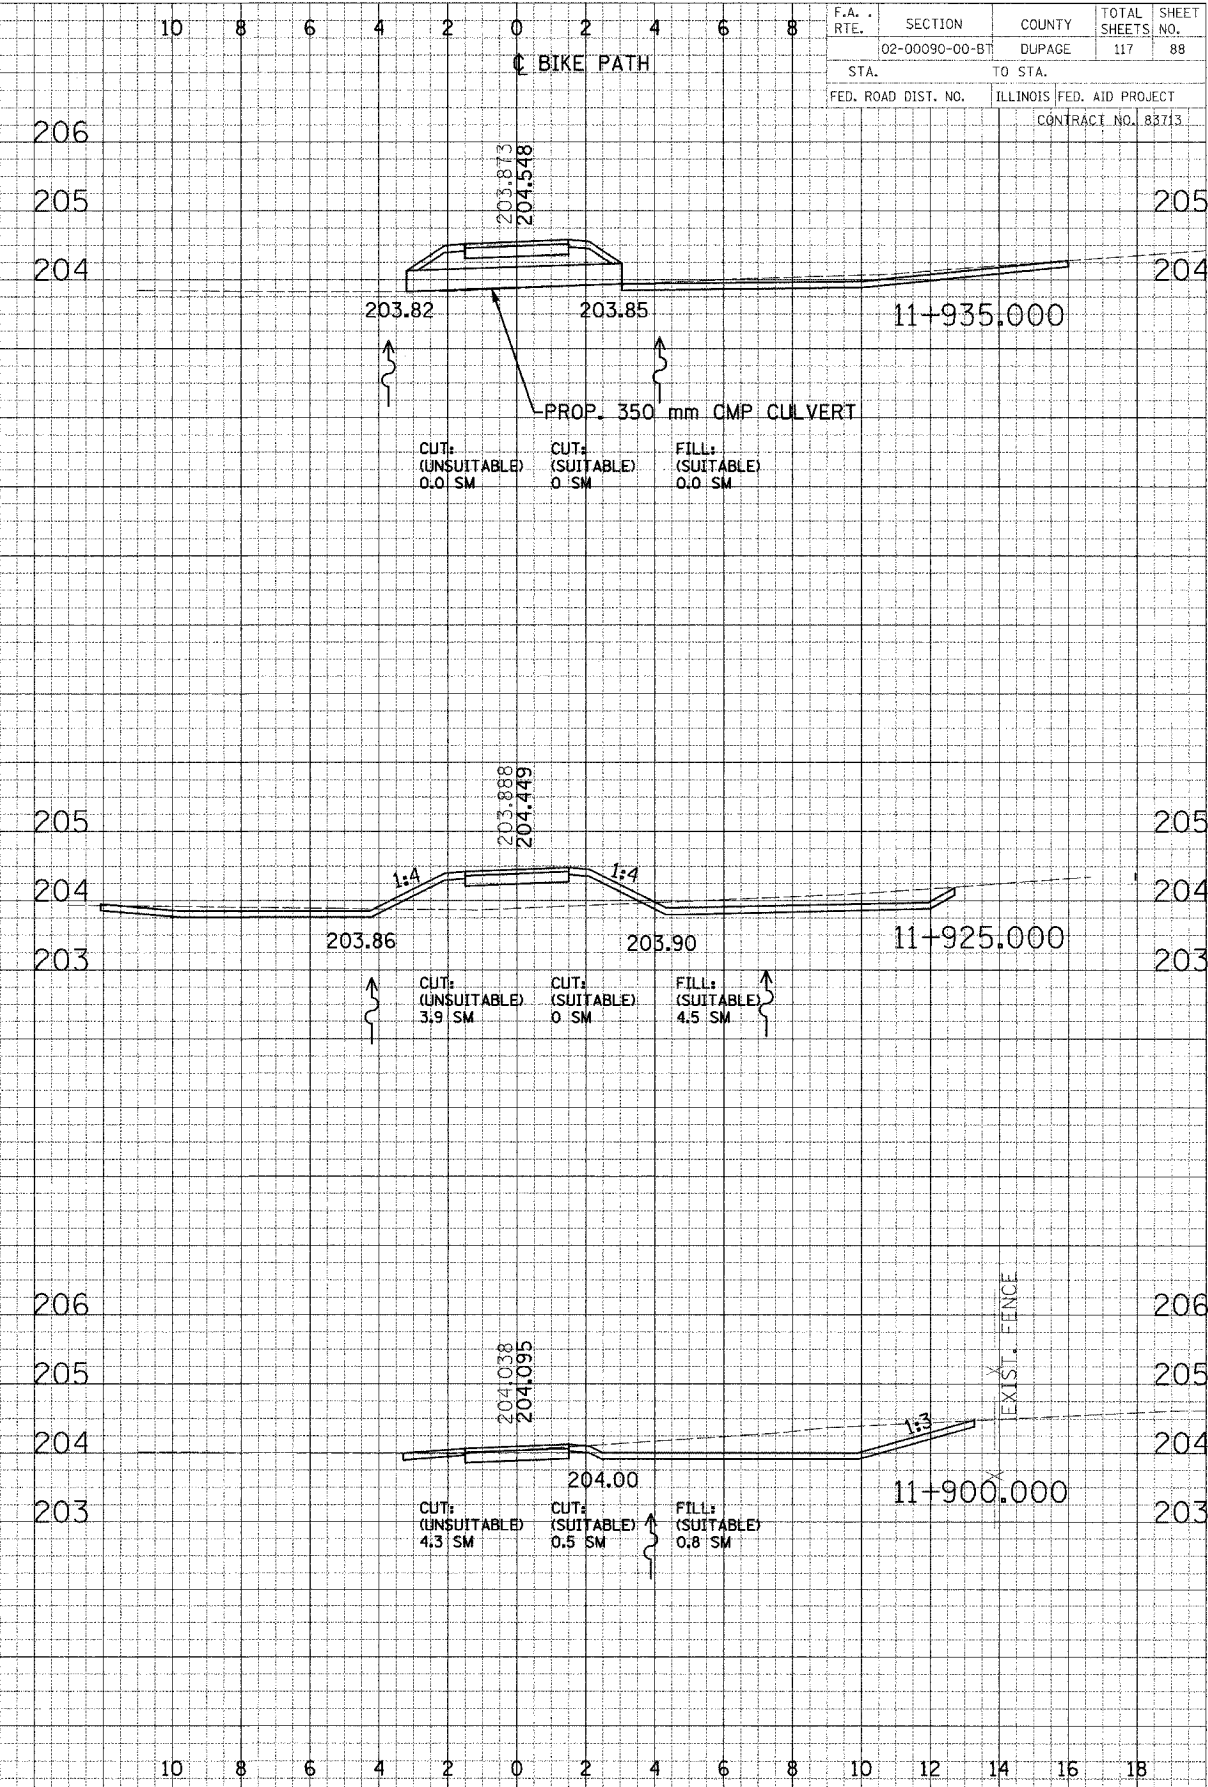 10 8 6 4 2 0 2 4 6 8
F.A. . RTE. SECTION COUNTY TOTAL SHEETS SHEET NO.
02-00090-00-BT DUPAGE 117 88
STA. TO STA.
FED. ROAD DIST. NO. ILLINOIS FED. AID PROJECT
CONTRACT NO. 83713
℄ BIKE PATH
206
203.873
204.548
205 205
204 204
203.82 203.85 11+935.000
PROP. 350 mm CMP CULVERT
CUT: CUT: FILL:
(UNSUITABLE) (SUITABLE) (SUITABLE)
0.0 SM 0 SM 0.0 SM
203.888
204.449
205 205
1:4 1:4
204 204
203.86 203.90 11+925.000
203 203
CUT: CUT: FILL:
(UNSUITABLE) (SUITABLE) (SUITABLE)
3.9 SM 0 SM 4.5 SM
206 206
EXIST. FENCE
204.038
204.095
205 205
1:3
204 204
204.00 11+900.000
203 203
CUT: CUT: FILL:
(UNSUITABLE) (SUITABLE) (SUITABLE)
4.3 SM 0.5 SM 0.8 SM
10 8 6 4 2 0 2 4 6 8 10 12 14 16 18